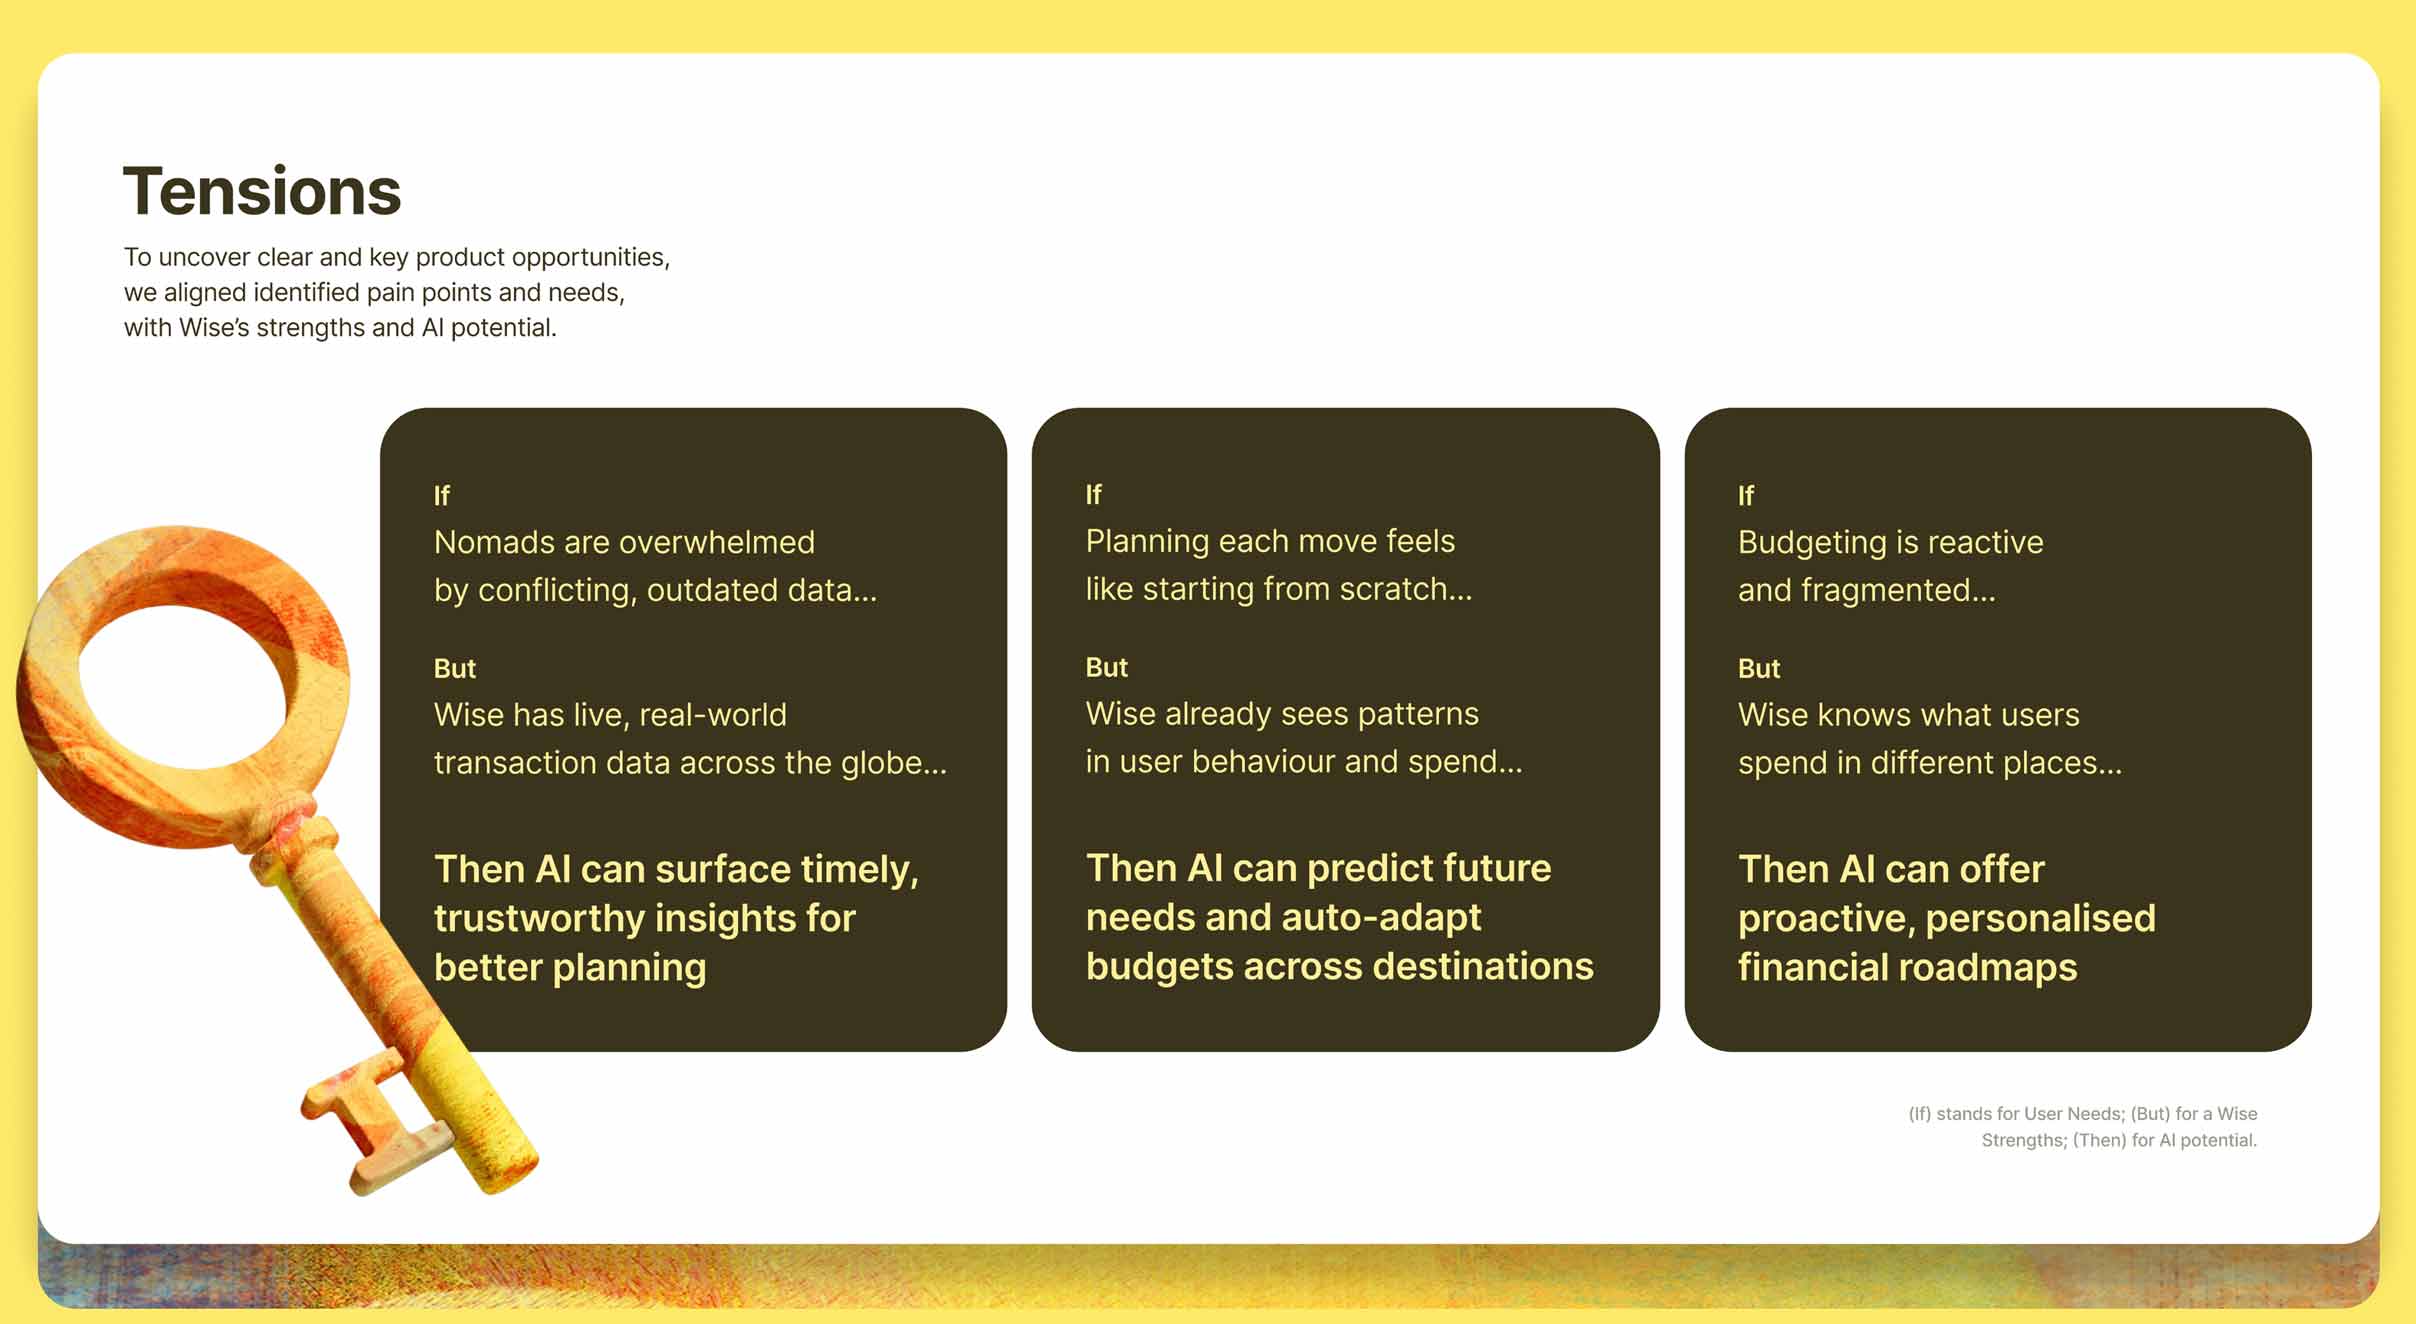 Tensions
To uncover clear and key product opportunities,
we aligned identified pain points and needs,
with Wise’s strengths and AI potential.
If
Nomads are overwhelmed
by conflicting, outdated data...
But
Wise has live, real-world
transaction data across the globe...
Then AI can surface timely,
trustworthy insights for
better planning
If
Planning each move feels
like starting from scratch...
But
Wise already sees patterns
in user behaviour and spend...
Then AI can predict future
needs and auto-adapt
budgets across destinations
If
Budgeting is reactive
and fragmented...
But
Wise knows what users
spend in different places...
Then AI can offer
proactive, personalised
financial roadmaps
(If) stands for User Needs; (But) for a Wise
Strengths; (Then) for AI potential.